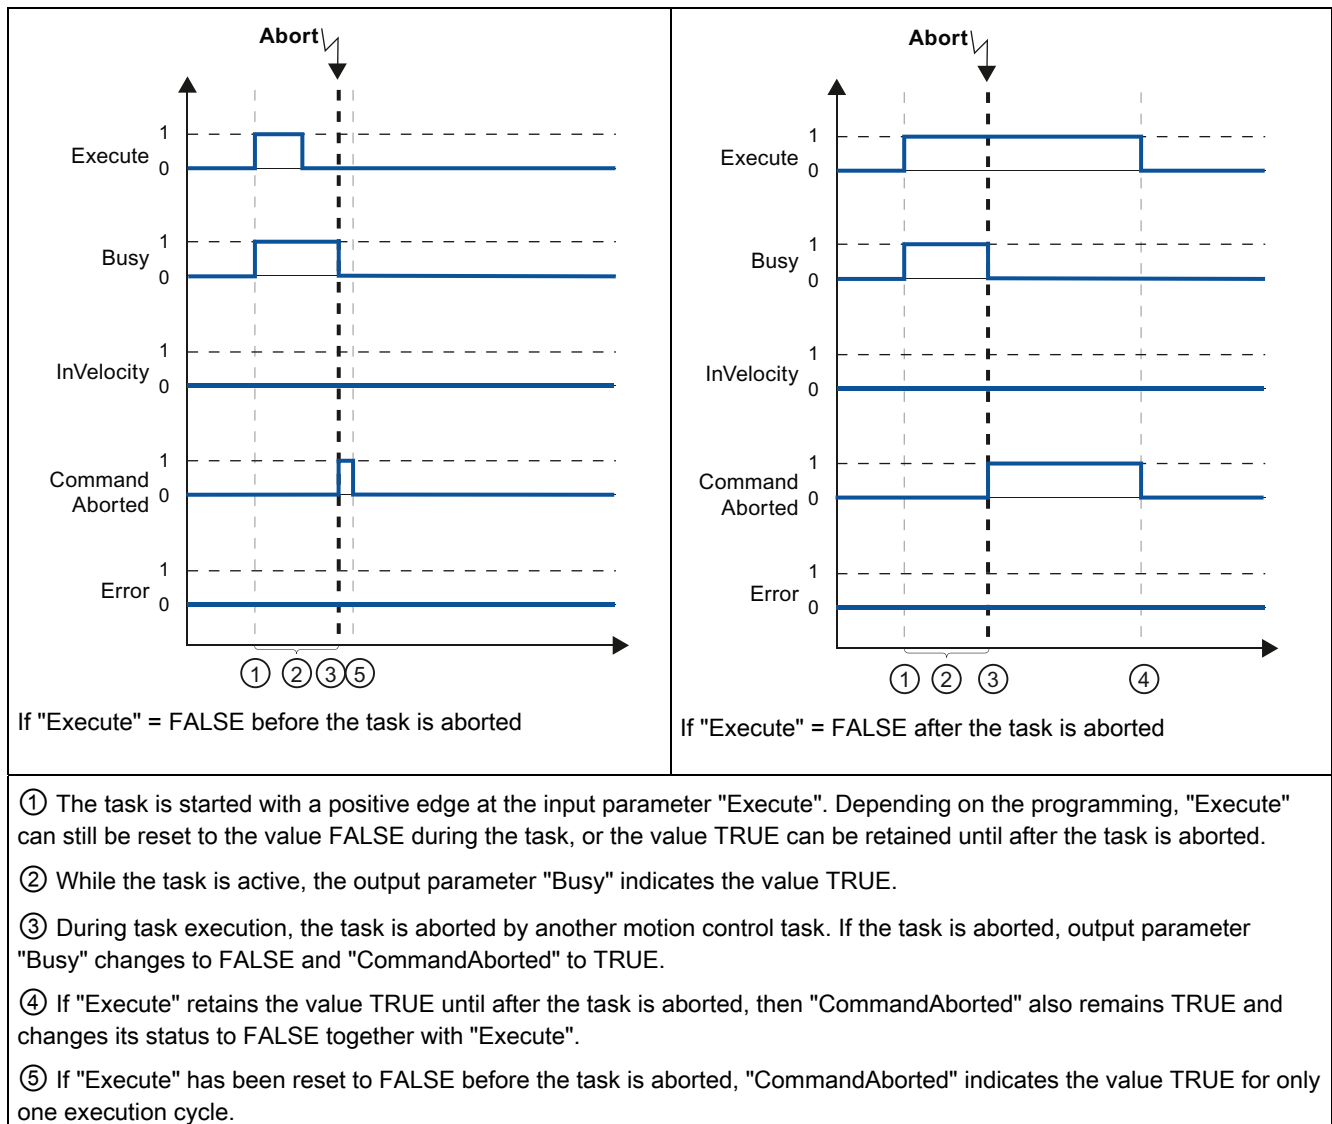 Abort
1
Execute
0
1
Busy
0
1
InVelocity
0
1
Command
Aborted
0
1
Error
0
① ② ③ ⑤
If "Execute" = FALSE before the task is aborted
Abort
1
Execute
0
1
Busy
0
1
InVelocity
0
1
Command
Aborted
0
1
Error
0
① ② ③ ④
If "Execute" = FALSE after the task is aborted
① The task is started with a positive edge at the input parameter "Execute". Depending on the programming, "Execute"
can still be reset to the value FALSE during the task, or the value TRUE can be retained until after the task is aborted.
② While the task is active, the output parameter "Busy" indicates the value TRUE.
③ During task execution, the task is aborted by another motion control task. If the task is aborted, output parameter
"Busy" changes to FALSE and "CommandAborted" to TRUE.
④ If "Execute" retains the value TRUE until after the task is aborted, then "CommandAborted" also remains TRUE and
changes its status to FALSE together with "Execute".
⑤ If "Execute" has been reset to FALSE before the task is aborted, "CommandAborted" indicates the value TRUE for only
one execution cycle.